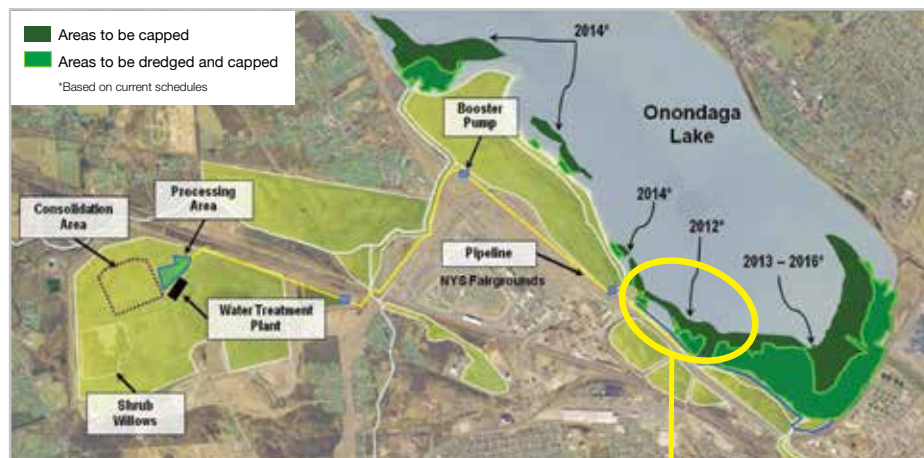 Areas to be capped
Areas to be dredged and capped
*Based on current schedules
2014*
Booster
Pump
Onondaga
Lake
Processing
Area
Consolidation
Area
2014*
2012*
Pipeline
2013 – 2016*
NYS Fairgrounds
Water Treatment
Plant
Shrub
Willows